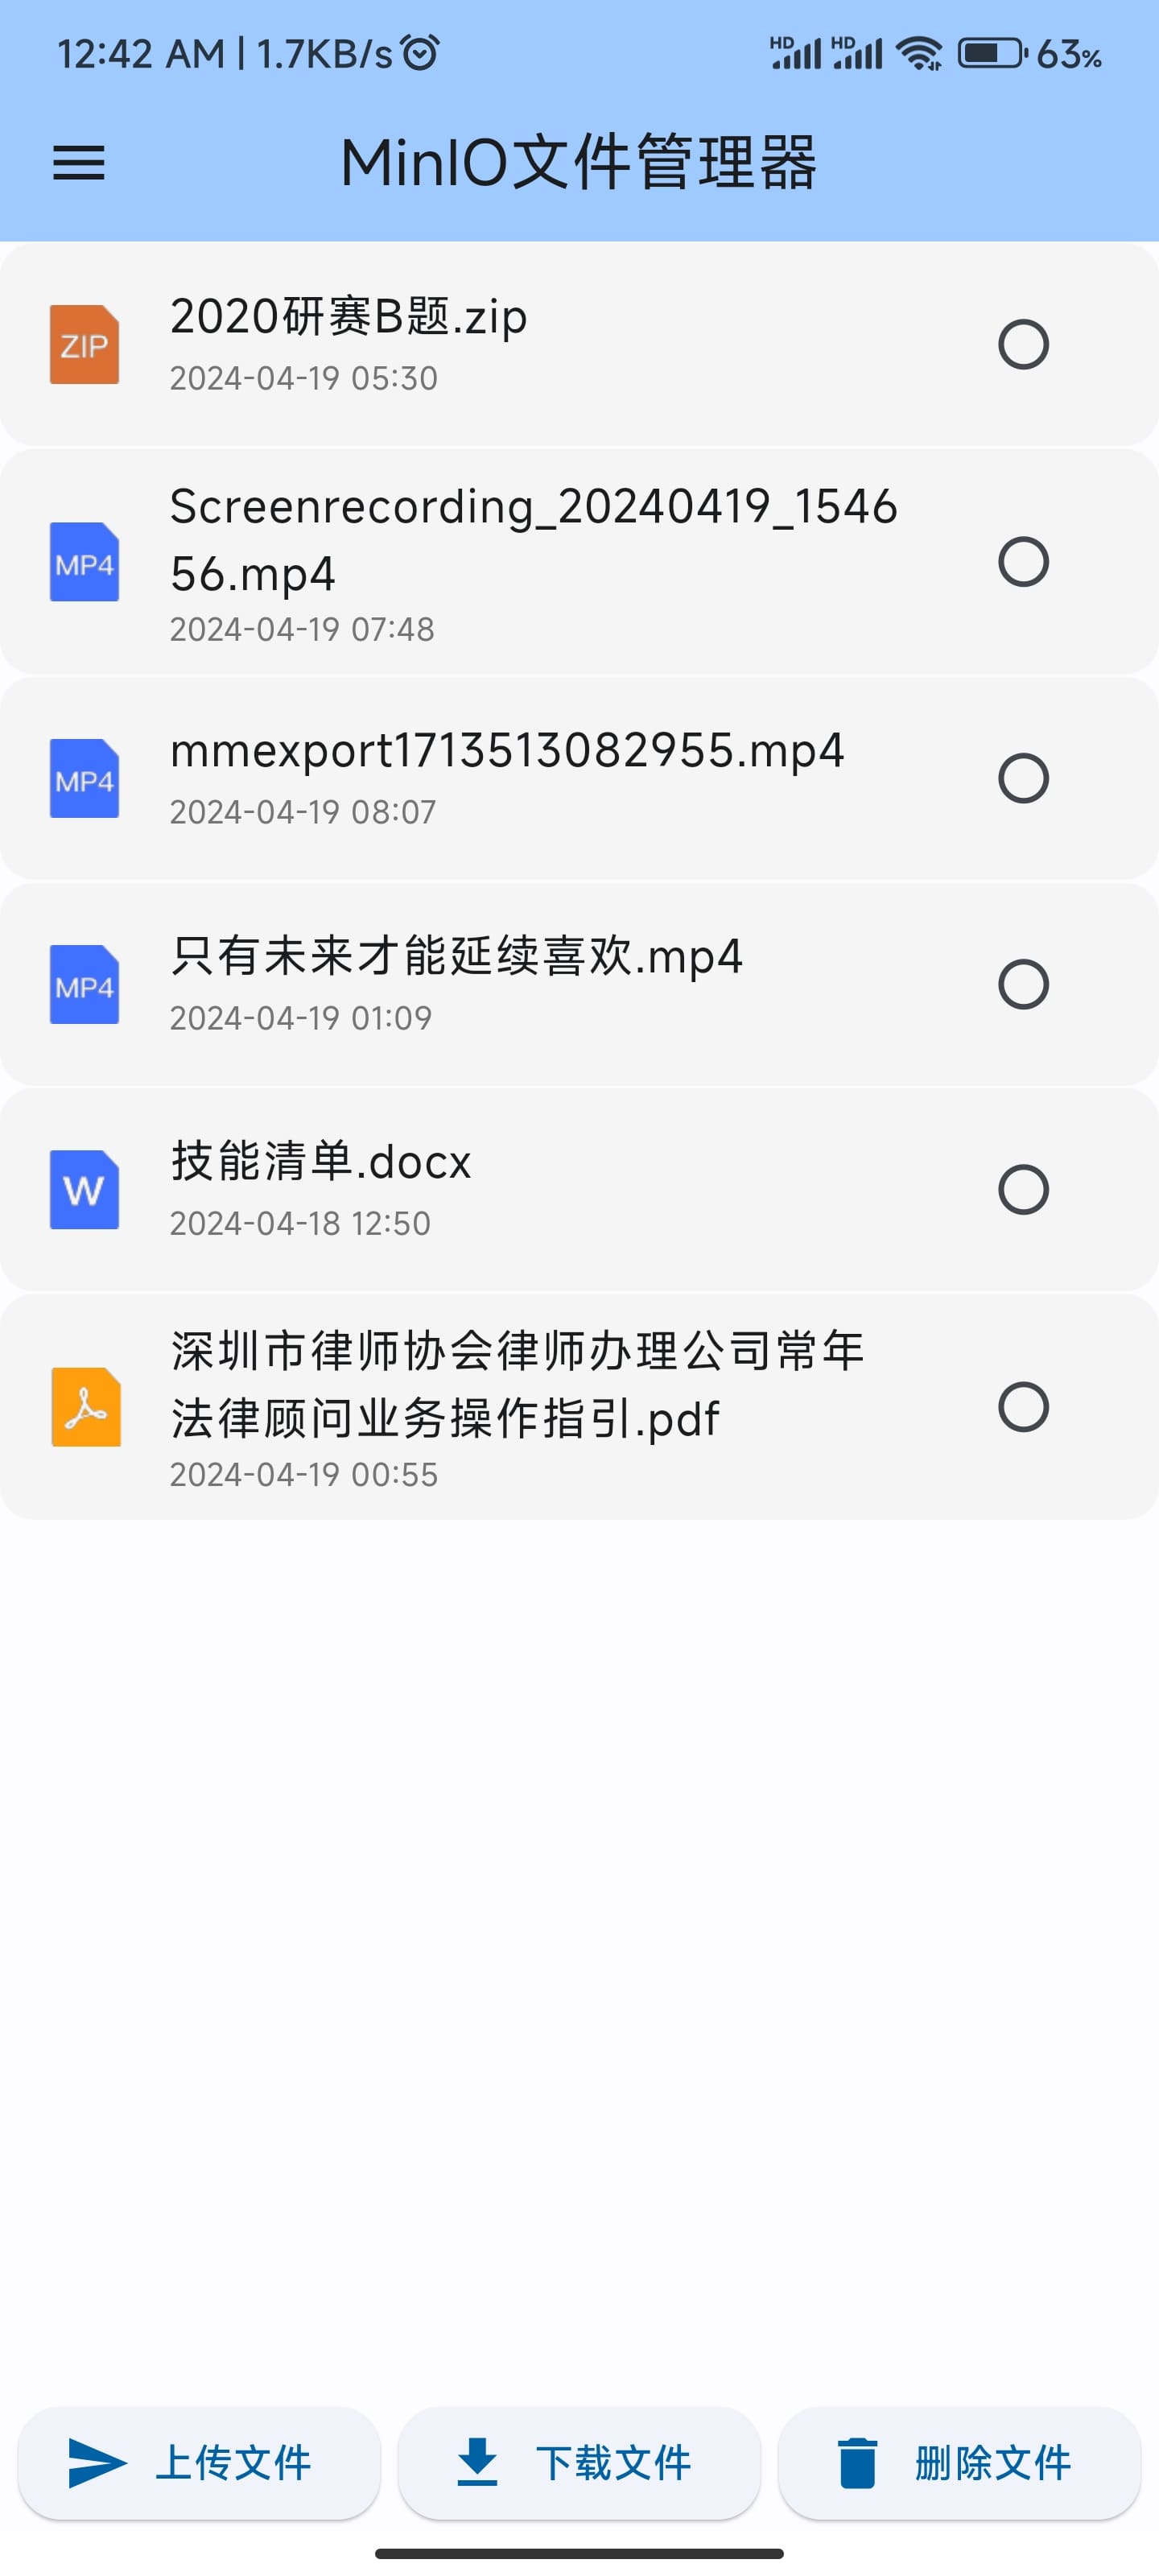 12:42 AM | 1.7KB/s
HD HD 63%
MinIO文件管理器
ZIP
2020研赛B题.zip
2024-04-19 05:30
MP4
Screenrecording_20240419_1546
56.mp4
2024-04-19 07:48
MP4
mmexport1713513082955.mp4
2024-04-19 08:07
MP4
只有未来才能延续喜欢.mp4
2024-04-19 01:09
W
技能清单.docx
2024-04-18 12:50
深圳市律师协会律师办理公司常年
法律顾问业务操作指引.pdf
2024-04-19 00:55
上传文件
下载文件
删除文件